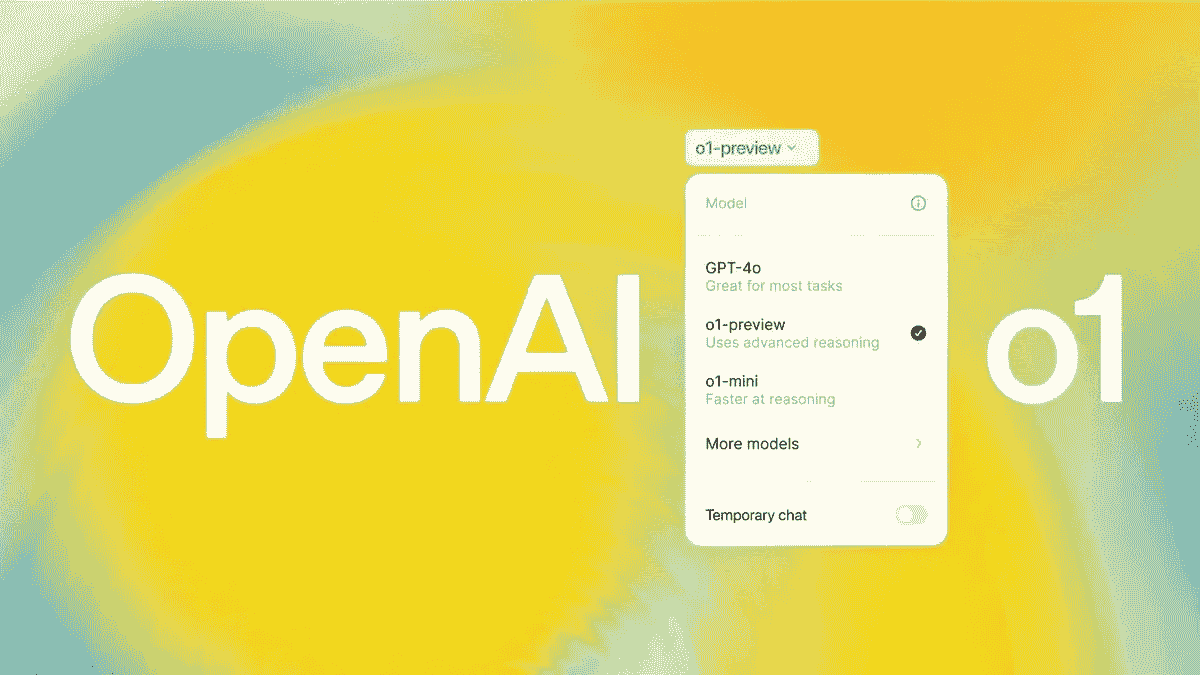 OpenAI
o1-preview
Model
GPT-4o
Great for most tasks
o1-preview
Uses advanced reasoning
o1-mini
Faster at reasoning
More models
Temporary chat
o1